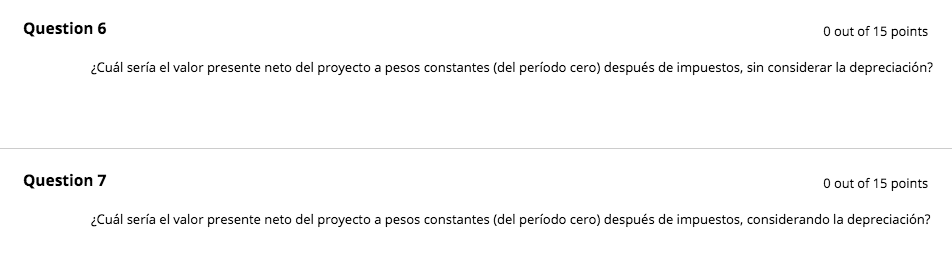 Question 6
0 out of 15 points
¿Cuál sería el valor presente neto del proyecto a pesos constantes (del período cero) después de impuestos, sin considerar la depreciación?
Question 7
0 out of 15 points
¿Cuál sería el valor presente neto del proyecto a pesos constantes (del período cero) después de impuestos, considerando la depreciación?